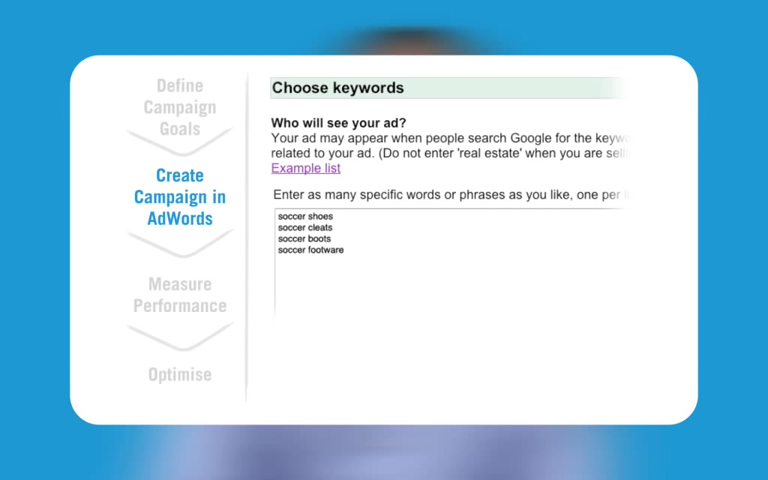 Define
Campaign
Goals
Create
Campaign in
AdWords
Measure
Performance
Optimise
Choose keywords
Who will see your ad?
Your ad may appear when people search Google for the
related to your ad. (Do not enter 'real estate' when you are
Example list
Enter as many specific words or phrases as you like, one per
soccer shoes
soccer cleats
soccer boots
soccer footware